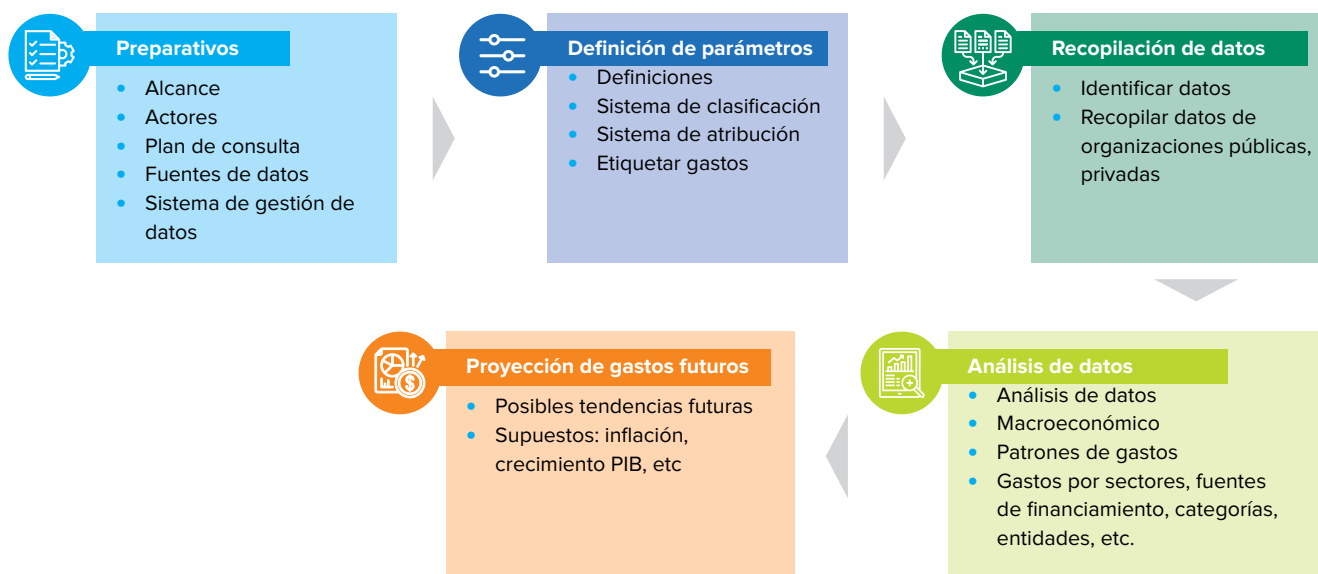 Preparativos
• Alcance
• Actores
• Plan de consulta
• Fuentes de datos
• Sistema de gestión de
datos
Definición de parámetros
• Definiciones
• Sistema de clasificación
• Sistema de atribución
• Etiquetar gastos
Recopilación de datos
• Identificar datos
• Recopilar datos de
organizaciones públicas,
privadas
Proyección de gastos futuros
• Posibles tendencias futuras
• Supuestos: inflación,
crecimiento PIB, etc
Análisis de datos
• Análisis de datos
• Macroeconómico
• Patrones de gastos
• Gastos por sectores, fuentes
de financiamiento, categorías,
entidades, etc.